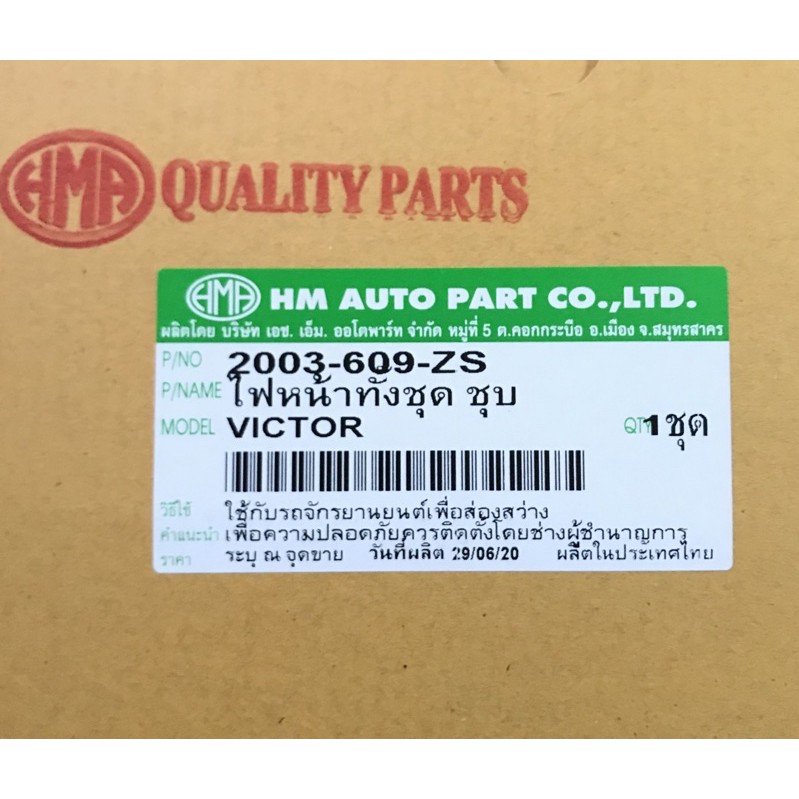 HMA QUALITY PARTS
HMA HM AUTO PART CO.,LTD.
ผลิตโดย บริษัท เอช. เอ็ม. ออโตพาร์ท จำกัด หมู่ที่ 5 ต.คอกกระบือ อ.เมือง จ.สมุทรสาคร
P/NO 2003-609-ZS
P/NAME ไฟหน้าทั้งชุด ชุบ
MODEL VICTOR QTY 1 ชุด
วิธีใช้ ใช้กับรถจักรยานยนต์เพื่อส่องสว่าง
คำแนะนำ เพื่อความปลอดภัยควรติดตั้งโดยช่างผู้ชำนาญการ
ราคา ระบุ ณ จุดขาย วันที่ผลิต 29/06/20 ผลิตในประเทศไทย